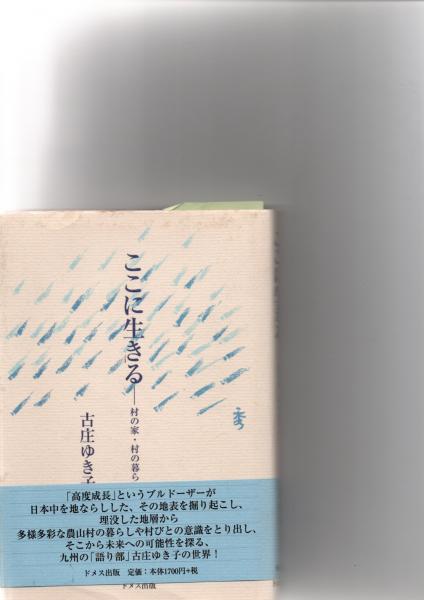 ここに生きる
―村の家・村の暮ら
古庄ゆき子
「高度成長」というブルドーザーが
日本中を地ならしした、その地表を掘り起こし、
埋没した地層から
多様多彩な農山村の暮らしや村びとの意識をとり出し、
そこから未来への可能性を探る、
九州の「語り部」古庄ゆき子の世界！
ドメス出版　定価：本体1700円+税
ドメス出版